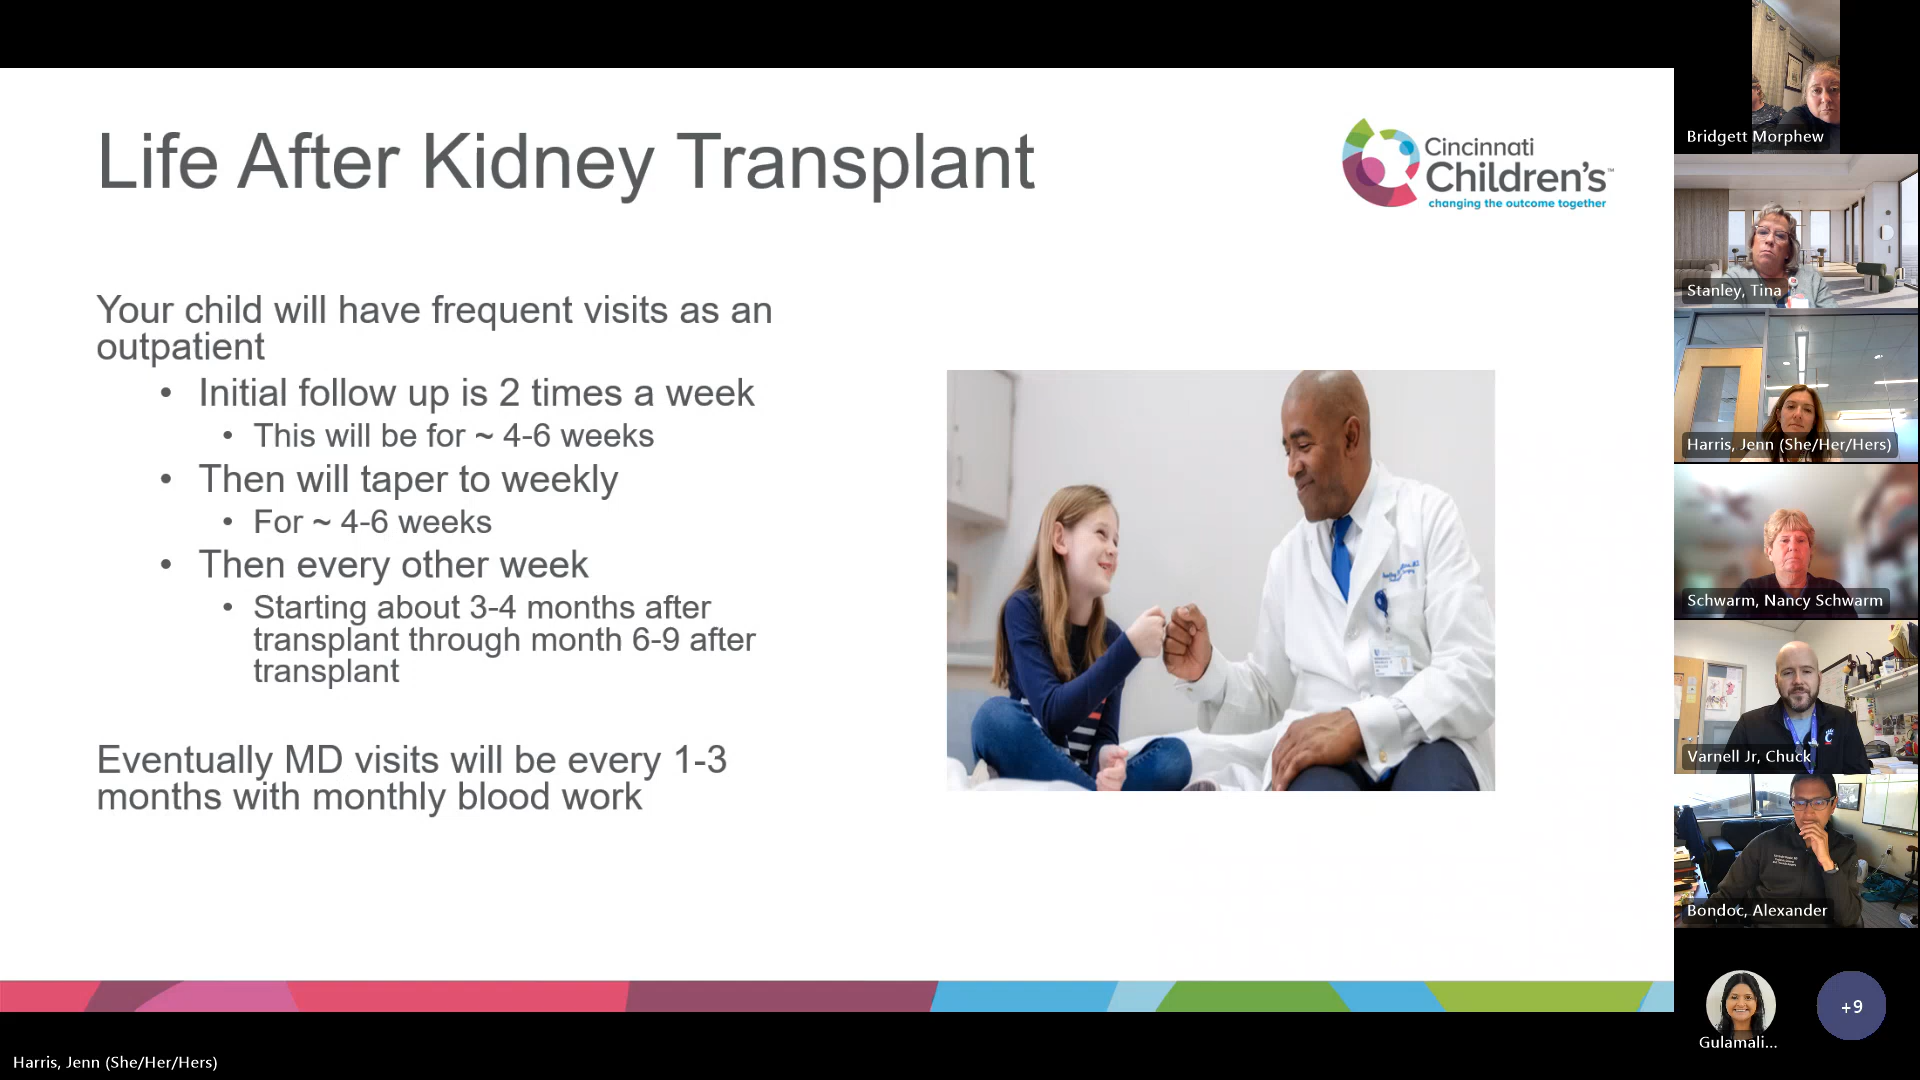 Life After Kidney Transplant
Cincinnati
Children's™
changing the outcome together
Your child will have frequent visits as an
outpatient
• Initial follow up is 2 times a week
• This will be for ~ 4-6 weeks
• Then will taper to weekly
• For ~ 4-6 weeks
• Then every other week
• Starting about 3-4 months after
transplant through month 6-9 after
transplant
Eventually MD visits will be every 1-3
months with monthly blood work
Bridgett Morphew
Stanley, Tina
Harris, Jenn (She/Her/Hers)
Schwarm, Nancy Schwarm
Varnell Jr, Chuck
Bondoc, Alexander
Gulamali...
+9
Harris, Jenn (She/Her/Hers)